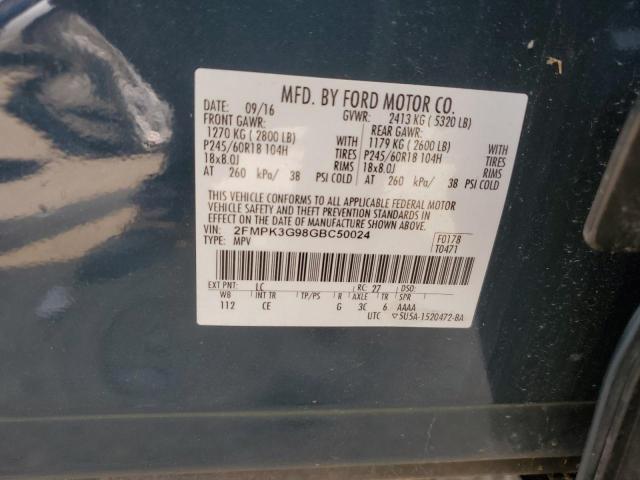 MFD. BY FORD MOTOR CO.
DATE: 09/16 GVWR: 2413 KG ( 5320 LB)
FRONT GAWR: REAR GAWR:
1270 KG ( 2800 LB) 1179 KG ( 2600 LB)
P245/60R18 104H TIRES P245/60R18 104H TIRES
18x8.0J RIMS 18x8.0J RIMS
AT 260 kPa/ 38 PSI COLD AT 260 kPa/ 38 PSI COLD
THIS VEHICLE CONFORMS TO ALL APPLICABLE FEDERAL MOTOR
VEHICLE SAFETY AND THEFT PREVENTION STANDARDS IN EFFECT ON
THE DATE OF MANUFACTURE SHOWN ABOVE.
VIN: 2FMPK3G98GBC50024 F0178
TYPE: MPV T0471
EXT PNT: LC RC: 27 DSO:
WB INT TR TP/PS R AXLE TR SPR
112 CE G 3C 6 AAAA
UTC ▽5U5A-1520472-BA